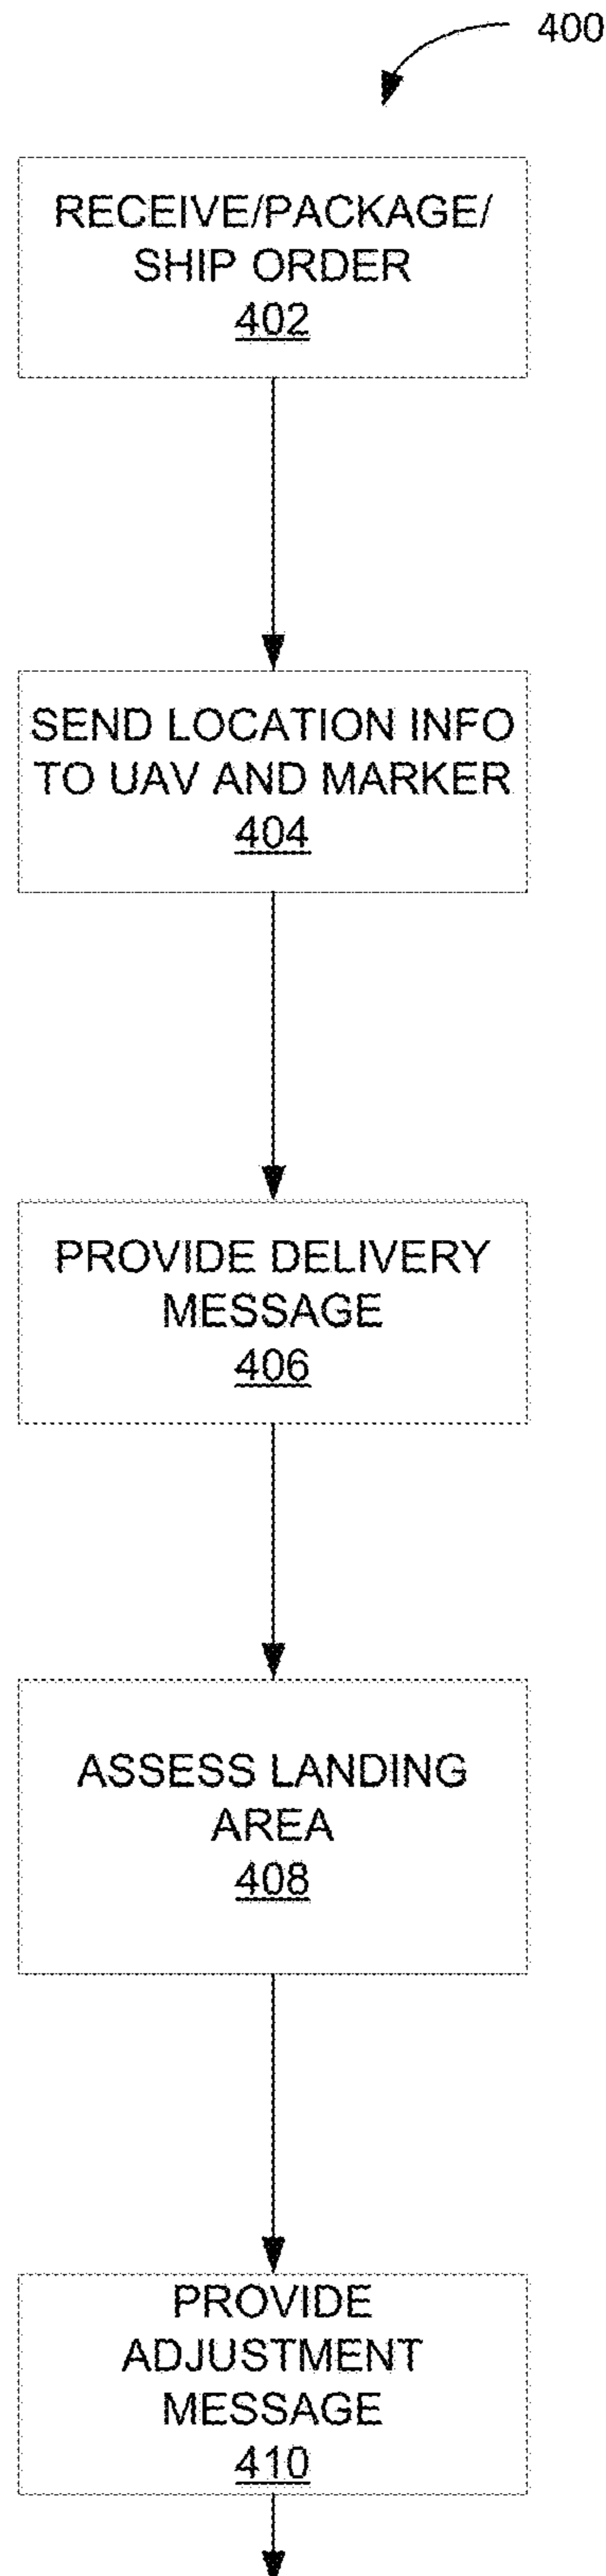 400
RECEIVE/PACKAGE/
SHIP ORDER
402
SEND LOCATION INFO
TO UAV AND MARKER
404
PROVIDE DELIVERY
MESSAGE
406
ASSESS LANDING
AREA
408
PROVIDE
ADJUSTMENT
MESSAGE
410